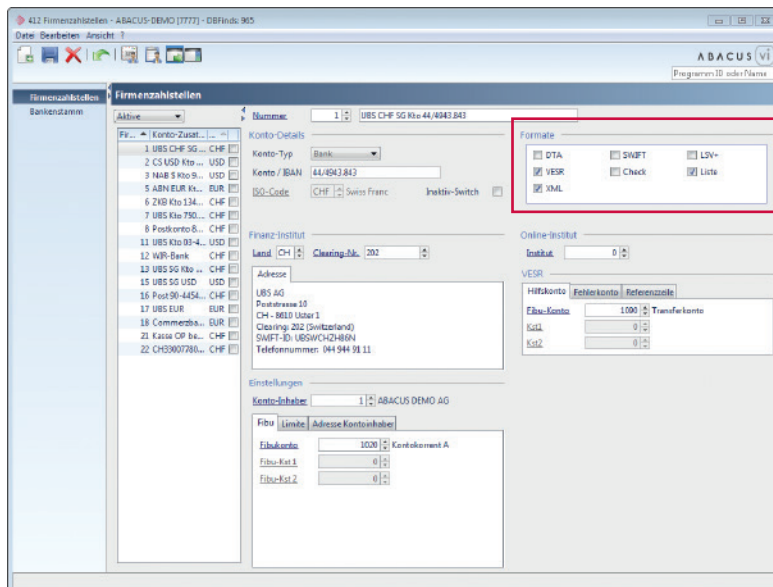 412 Firmenzahlstellen - ABACUS-DEMO [7777] - DBFinds: 965
Datei Bearbeiten Ansicht ?
ABACUS vi
Programm ID oder Name
Firmenzahlstellen
Bankenstamm
Firmenzahlstellen
Aktive
Fir... Konto-Zusat... ...
1 UBS CHF SG ... CHF
2 CS USD Kto ... USD
3 NAB S Kto 9... USD
5 ABN EUR Kt... EUR
6 ZKB Kto 134... CHF
7 UBS Kto 750... CHF
8 Postkonto 8... CHF
11 UBS Kto 03-4... USD
12 WIR-Bank CHF
13 UBS SG Kto ... CHF
15 UBS SG USD USD
16 Post 90-4454... CHF
17 UBS EUR EUR
18 Commerzba... EUR
21 Kasse OP be... CHF
22 CH33007780... CHF
Nummer 1 UBS CHF SG Kto 44/4943.843
Konto-Details
Konto-Typ Bank
Konto / IBAN 44/4943.843
ISO-Code CHF Swiss Franc Inaktiv-Switch
Formate
DTA SWIFT LSV+
VESR Check Liste
XML
Finanz-Institut
Land CH Clearing-Nr. 202
Adresse
UBS AG
Poststrasse 10
CH - 8610 Uster 1
Clearing: 202 (Switzerland)
SWIFT-ID: UBSWCHZH86N
Telefonnummer: 044 944 91 11
Online-Institut
Institut 0
VESR
Hilfskonto Fehlerkonto Referenzzeile
Fibu-Konto 1090 Transferkonto
Kst1 0
Kst2 0
Einstellungen
Konto-Inhaber 1 ABACUS DEMO AG
Fibu Limite Adresse Kontoinhaber
Fibukonto 1020 Kontokorrent A
Fibu-Kst 1 0
Fibu-Kst 2 0